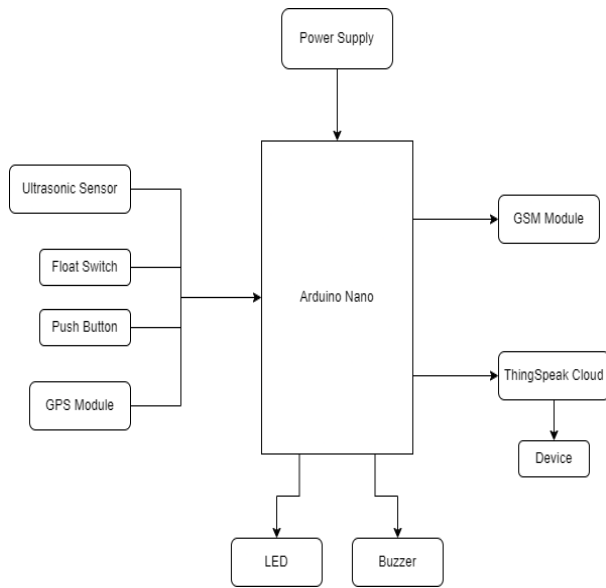 Power Supply
Ultrasonic Sensor
GSM Module
Float Switch
Arduino Nano
Push Button
ThingSpeak Cloud
GPS Module
Device
LED
Buzzer